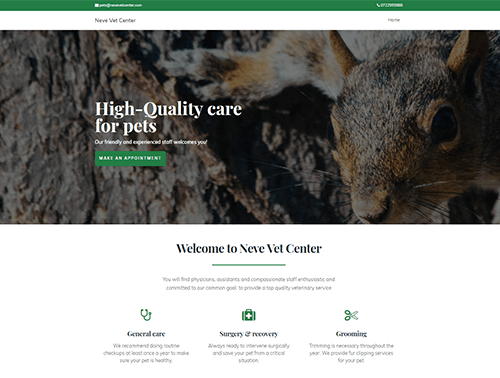 pets@nevevetcenter.com
Neve Vet Center
Home
High-Quality care
for pets
Our friendly and experienced staff welcomes you!
MAKE AN APPOINTMENT
Welcome to Neve Vet Center
You will find physicians, assistants and compassionate staff enthusiastic and
committed to our common goal: to provide a top quality veterinary service
General care
We recommend doing routine
checkups at least once a year to make
sure your pet is healthy.
Surgery & recovery
Always ready to intervene surgically
and save your pet from a critical
situation.
Grooming
Trimming is necessary throughout the
year. We provide fur clipping services
for your pet